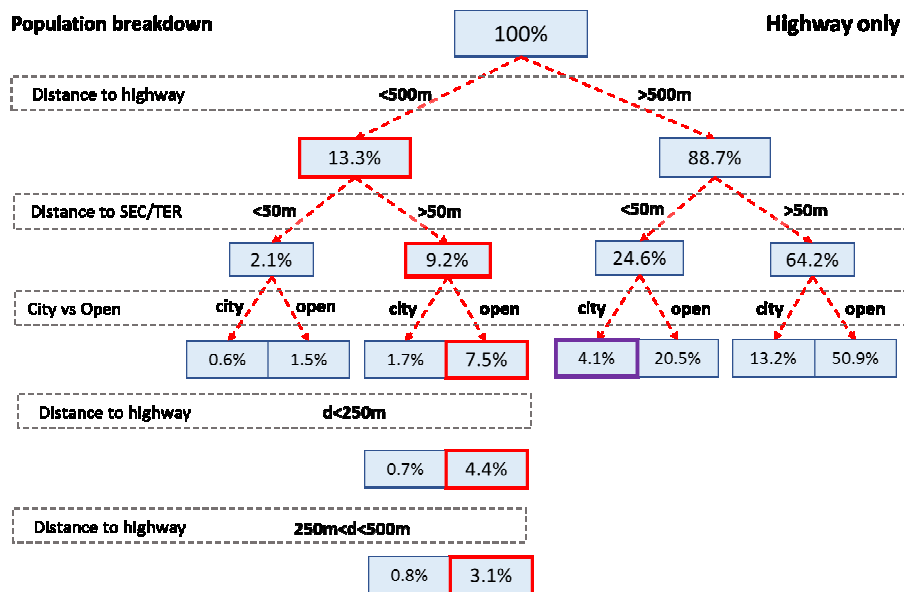 Population breakdown
Highway only
100%
Distance to highway <500m >500m
13.3% 88.7%
Distance to SEC/TER <50m >50m <50m >50m
2.1% 9.2% 24.6% 64.2%
City vs Open city open city open city open city open
0.6% 1.5% 1.7% 7.5% 4.1% 20.5% 13.2% 50.9%
Distance to highway d<250m
0.7% 4.4%
Distance to highway 250m<d<500m
0.8% 3.1%